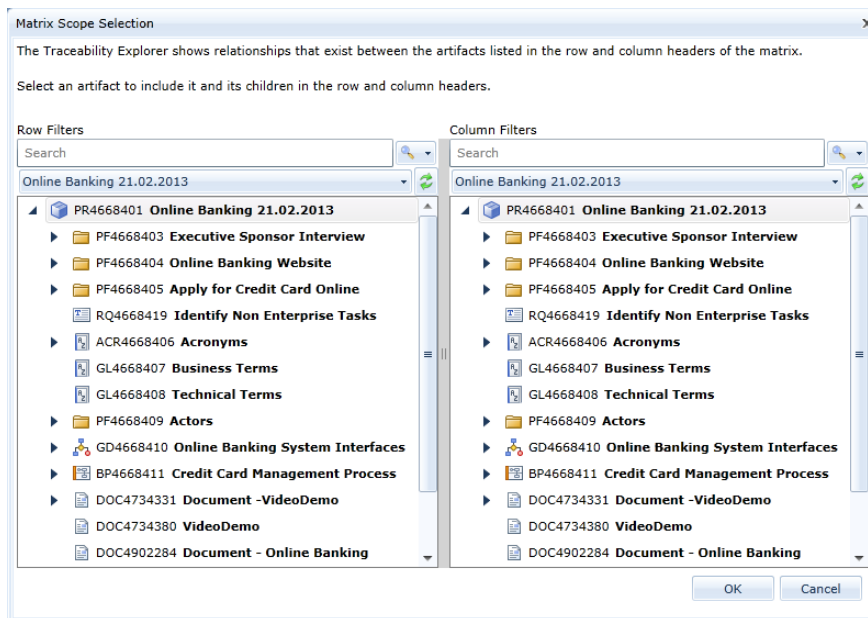 Matrix Scope Selection
The Traceability Explorer shows relationships that exist between the artifacts listed in the row and column headers of the matrix.
Select an artifact to include it and its children in the row and column headers.
Row Filters
Search
Online Banking 21.02.2013
PR4668401 Online Banking 21.02.2013
PF4668403 Executive Sponsor Interview
PF4668404 Online Banking Website
PF4668405 Apply for Credit Card Online
RQ4668419 Identify Non Enterprise Tasks
ACR4668406 Acronyms
GL4668407 Business Terms
GL4668408 Technical Terms
PF4668409 Actors
GD4668410 Online Banking System Interfaces
BP4668411 Credit Card Management Process
DOC4734331 Document -VideoDemo
DOC4734380 VideoDemo
DOC4902284 Document - Online Banking
Column Filters
Search
Online Banking 21.02.2013
PR4668401 Online Banking 21.02.2013
PF4668403 Executive Sponsor Interview
PF4668404 Online Banking Website
PF4668405 Apply for Credit Card Online
RQ4668419 Identify Non Enterprise Tasks
ACR4668406 Acronyms
GL4668407 Business Terms
GL4668408 Technical Terms
PF4668409 Actors
GD4668410 Online Banking System Interfaces
BP4668411 Credit Card Management Process
DOC4734331 Document -VideoDemo
DOC4734380 VideoDemo
DOC4902284 Document - Online Banking
OK
Cancel